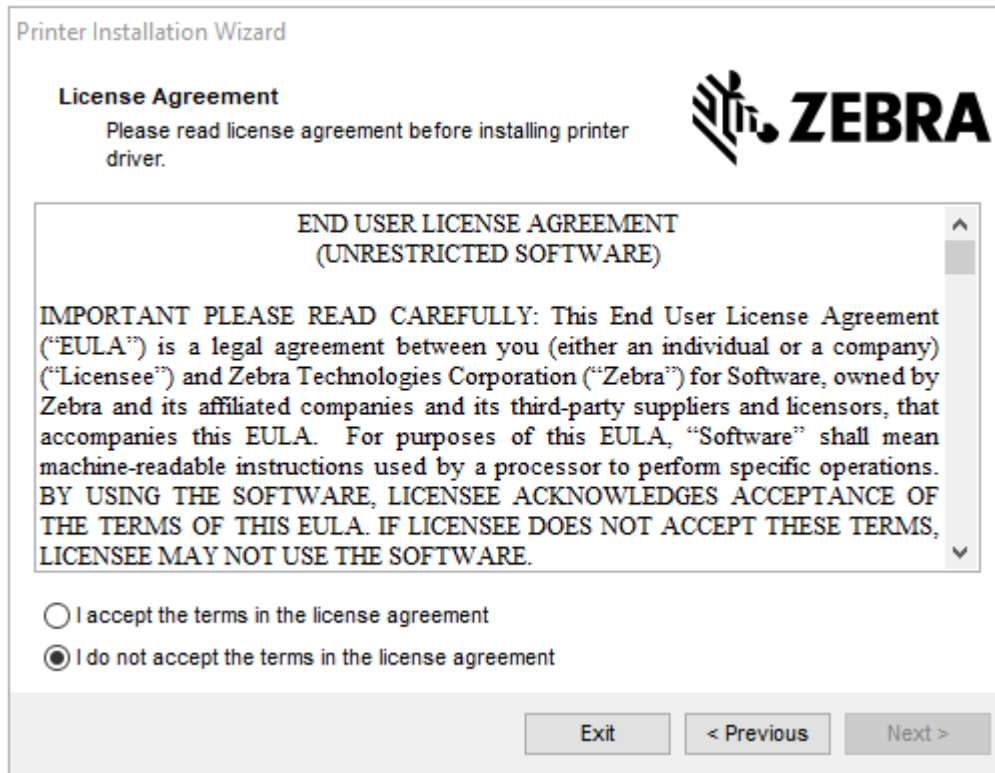 Printer Installation Wizard
License Agreement
Please read license agreement before installing printer
driver.
ZEBRA
END USER LICENSE AGREEMENT
(UNRESTRICTED SOFTWARE)
IMPORTANT PLEASE READ CAREFULLY: This End User License Agreement
(“EULA”) is a legal agreement between you (either an individual or a company)
(“Licensee”) and Zebra Technologies Corporation (“Zebra”) for Software, owned by
Zebra and its affiliated companies and its third-party suppliers and licensors, that
accompanies this EULA. For purposes of this EULA, “Software” shall mean
machine-readable instructions used by a processor to perform specific operations.
BY USING THE SOFTWARE, LICENSEE ACKNOWLEDGES ACCEPTANCE OF
THE TERMS OF THIS EULA. IF LICENSEE DOES NOT ACCEPT THESE TERMS,
LICENSEE MAY NOT USE THE SOFTWARE.
I accept the terms in the license agreement
I do not accept the terms in the license agreement
Exit < Previous Next >